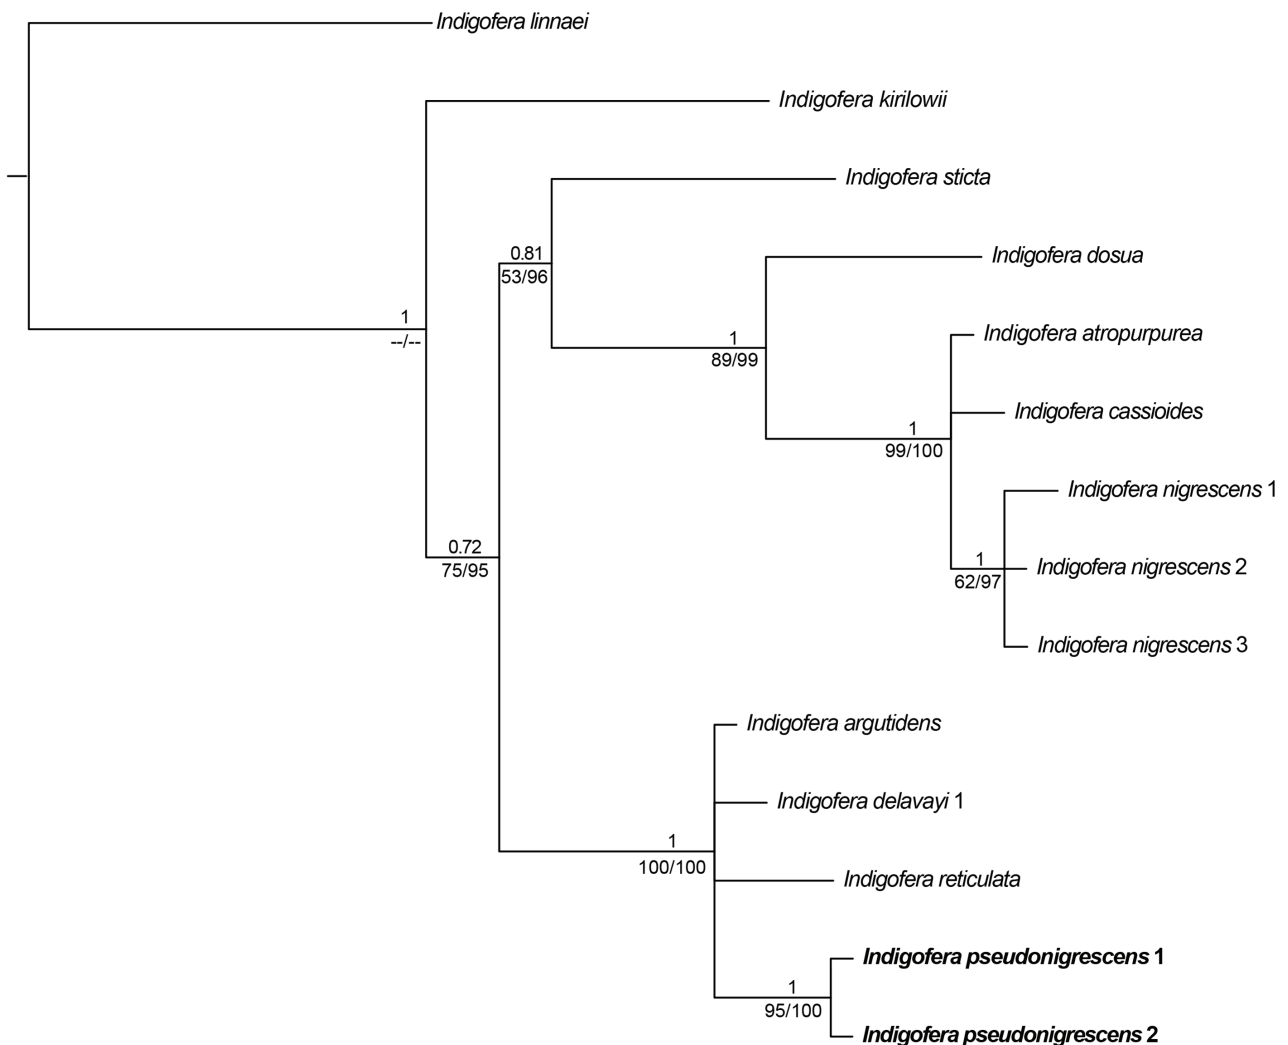 Indigofera linnaei
Indigofera kirilowii
Indigofera sticta
0.81
53/96
Indigofera dosua
1
--/--
1
89/99
Indigofera atropurpurea
Indigofera cassioides
1
99/100
Indigofera nigrescens 1
0.72
75/95
1
62/97
Indigofera nigrescens 2
Indigofera nigrescens 3
Indigofera argutidens
Indigofera delavayi 1
1
100/100
Indigofera reticulata
Indigofera pseudonigrescens 1
1
95/100
Indigofera pseudonigrescens 2